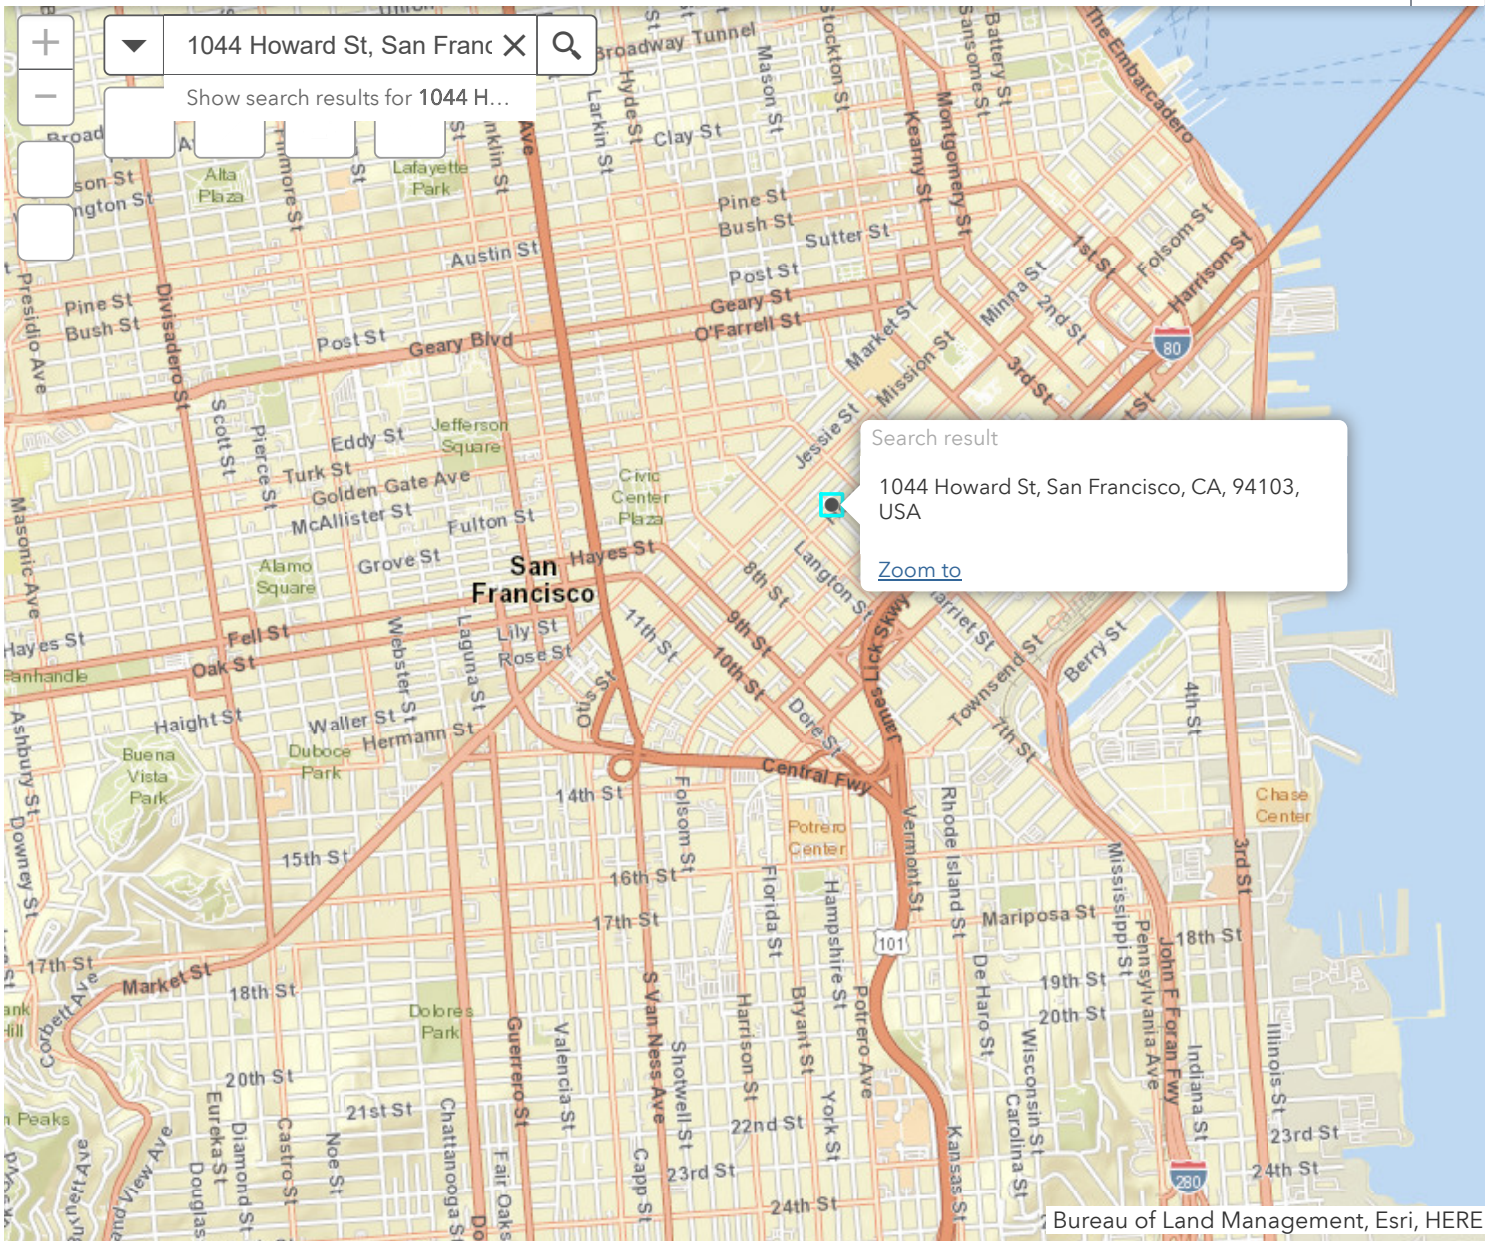 1044 Howard St, San Franc
Show search results for 1044 H...
Search result
1044 Howard St, San Francisco, CA, 94103,
USA
Zoom to
Broadway Tunnel
Stockton St
Sansome St
Battery St
The Embarcadero
Mason St
Hyde St
Larkin St
Clay St
Kearny St
Montgomery St
Alta
Plaza
Lafayette
Park
Pine St
Bush St
Sutter St
Post St
Geary St
O'Farrell St
Austin St
1st St
Folsom St
Harrison St
Minna St
2nd St
3rd St
80
Market St
Mission St
Jessie St
Presidio Ave
Pine St
Bush St
Divisadero St
Post St
Geary Blvd
Scott St
Pierce St
Eddy St
Jefferson
Square
Turk St
Golden Gate Ave
McAllister St
Fulton St
Grove St
Alamo
Square
Civic
Center
Plaza
Hayes St
San
Francisco
Masonic Ave
Hayes St
Fell St
Oak St
Panhandle
Webster St
Laguna St
Lily St
Rose St
Otis St
8th St
Langton St
9th St
10th St
11th St
Dore St
James Lick Skwy
Harriet St
Townsend St
Berry St
7th St
4th St
Haight St
Waller St
Hermann St
Duboce
Park
Buena
Vista
Park
Ashbury St
Downey St
Central Fwy
14th St
Folsom St
Potrero
Center
Vermont St
Rhode Island St
Chase
Center
3rd St
15th St
16th St
17th St
Florida St
Hampshire St
Mariposa St
Mississippi St
Pennsylvania Ave
John F Foran Fwy
18th St
101
17th St
Market St
18th St
Corbett Ave
Dolores
Park
Guerrero St
Valencia St
S Van Ness Ave
Shotwell St
Harrison St
Bryant St
Potrero Ave
York St
De Haro St
19th St
20th St
Wisconsin St
Carolina St
Indiana St
Illinois St
20th St
21st St
Eureka St
Diamond St
Douglas
Castro St
Noe St
Chattanooga S
Fair Oaks
Capp St
22nd St
23rd St
24th St
Kansas St
23rd St
24th St
280
Bureau of Land Management, Esri, HERE